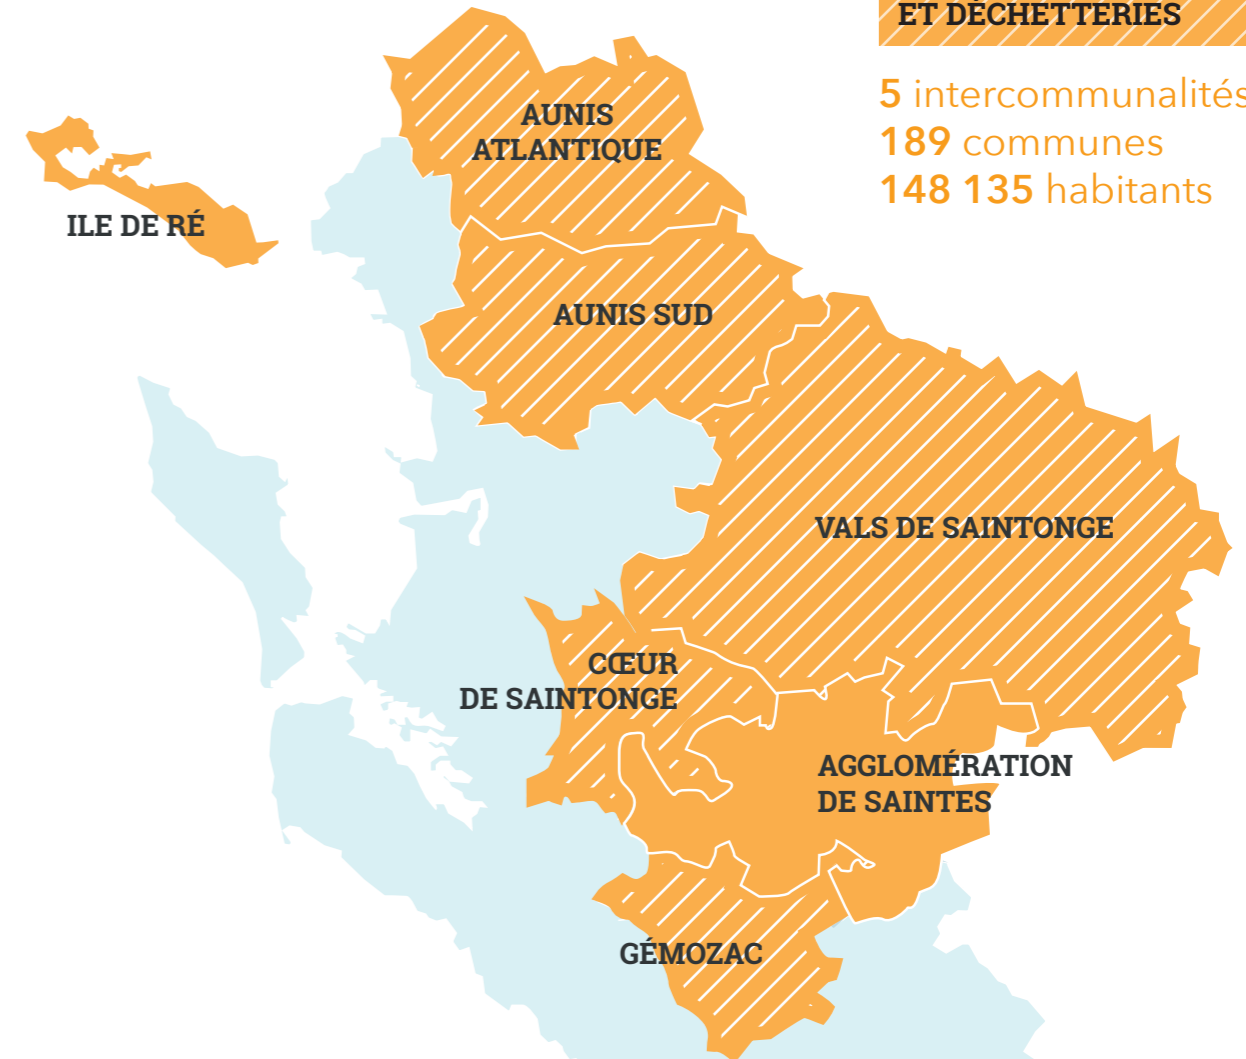 ET DÉCHETTERIES
5 intercommunalités
189 communes
148 135 habitants
AUNIS
ATLANTIQUE
ILE DE RÉ
AUNIS SUD
VALS DE SAINTONGE
CŒUR
DE SAINTONGE
AGGLOMÉRATION
DE SAINTES
GÉMOZAC